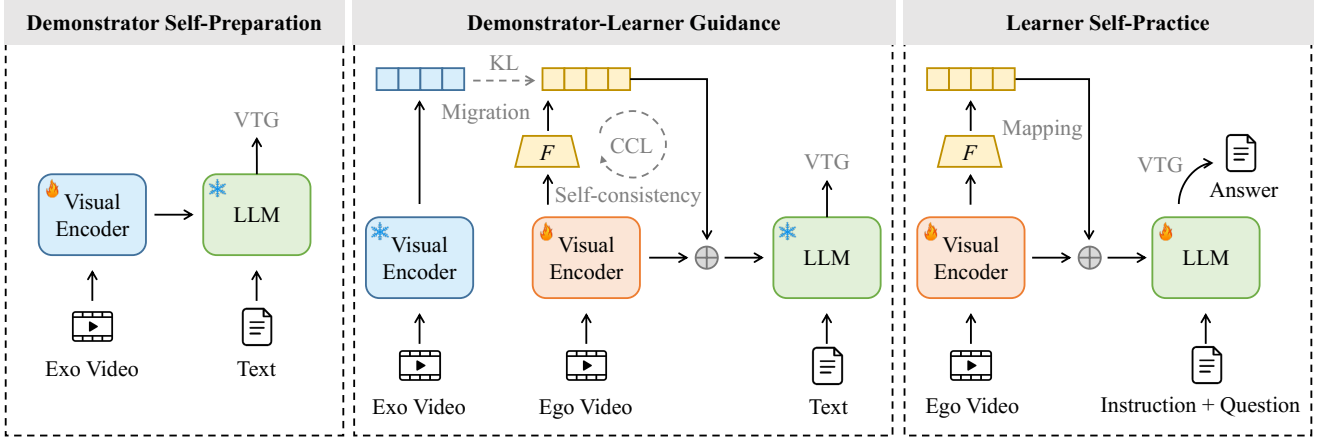 Demonstrator Self-Preparation
VTG
Visual
Encoder
LLM
Exo Video
Text
Demonstrator-Learner Guidance
KL
Migration
F
CCL
Self-consistency
VTG
Visual
Encoder
Visual
Encoder
LLM
Exo Video
Ego Video
Text
Learner Self-Practice
Mapping
F
VTG
Answer
Visual
Encoder
LLM
Ego Video
Instruction + Question